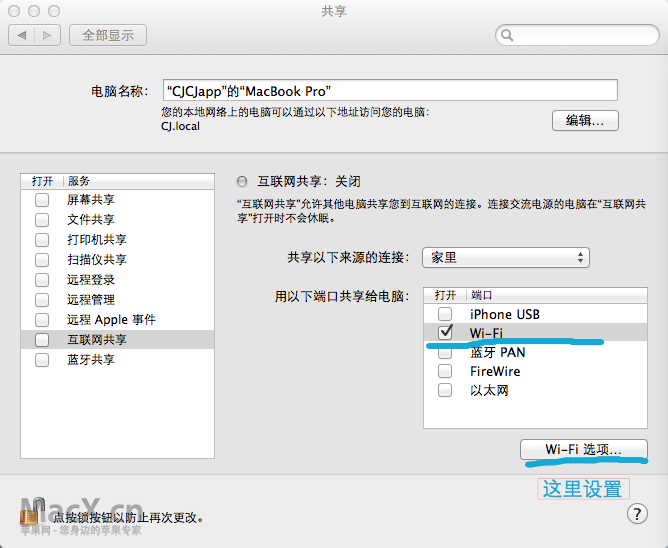 共享
全部显示
电脑名称：
“CJCJapp”的“MacBook Pro”
您的本地网络上的电脑可以通过以下地址访问您的电脑：
CJ.local
编辑...
打开 服务
屏幕共享
文件共享
打印机共享
扫描仪共享
远程登录
远程管理
远程 Apple 事件
互联网共享
蓝牙共享
互联网共享：关闭
“互联网共享”允许其他电脑共享您到互联网的连接。连接交流电源的电脑在“互联网共
享”打开时不会休眠。
共享以下来源的连接：
家里
用以下端口共享给电脑：
打开 端口
iPhone USB
Wi-Fi
蓝牙 PAN
FireWire
以太网
Wi-Fi 选项...
这里设置
MacX.cn
苹果网 - 您身边的苹果专家
点按锁按钮以防止再次更改。
?